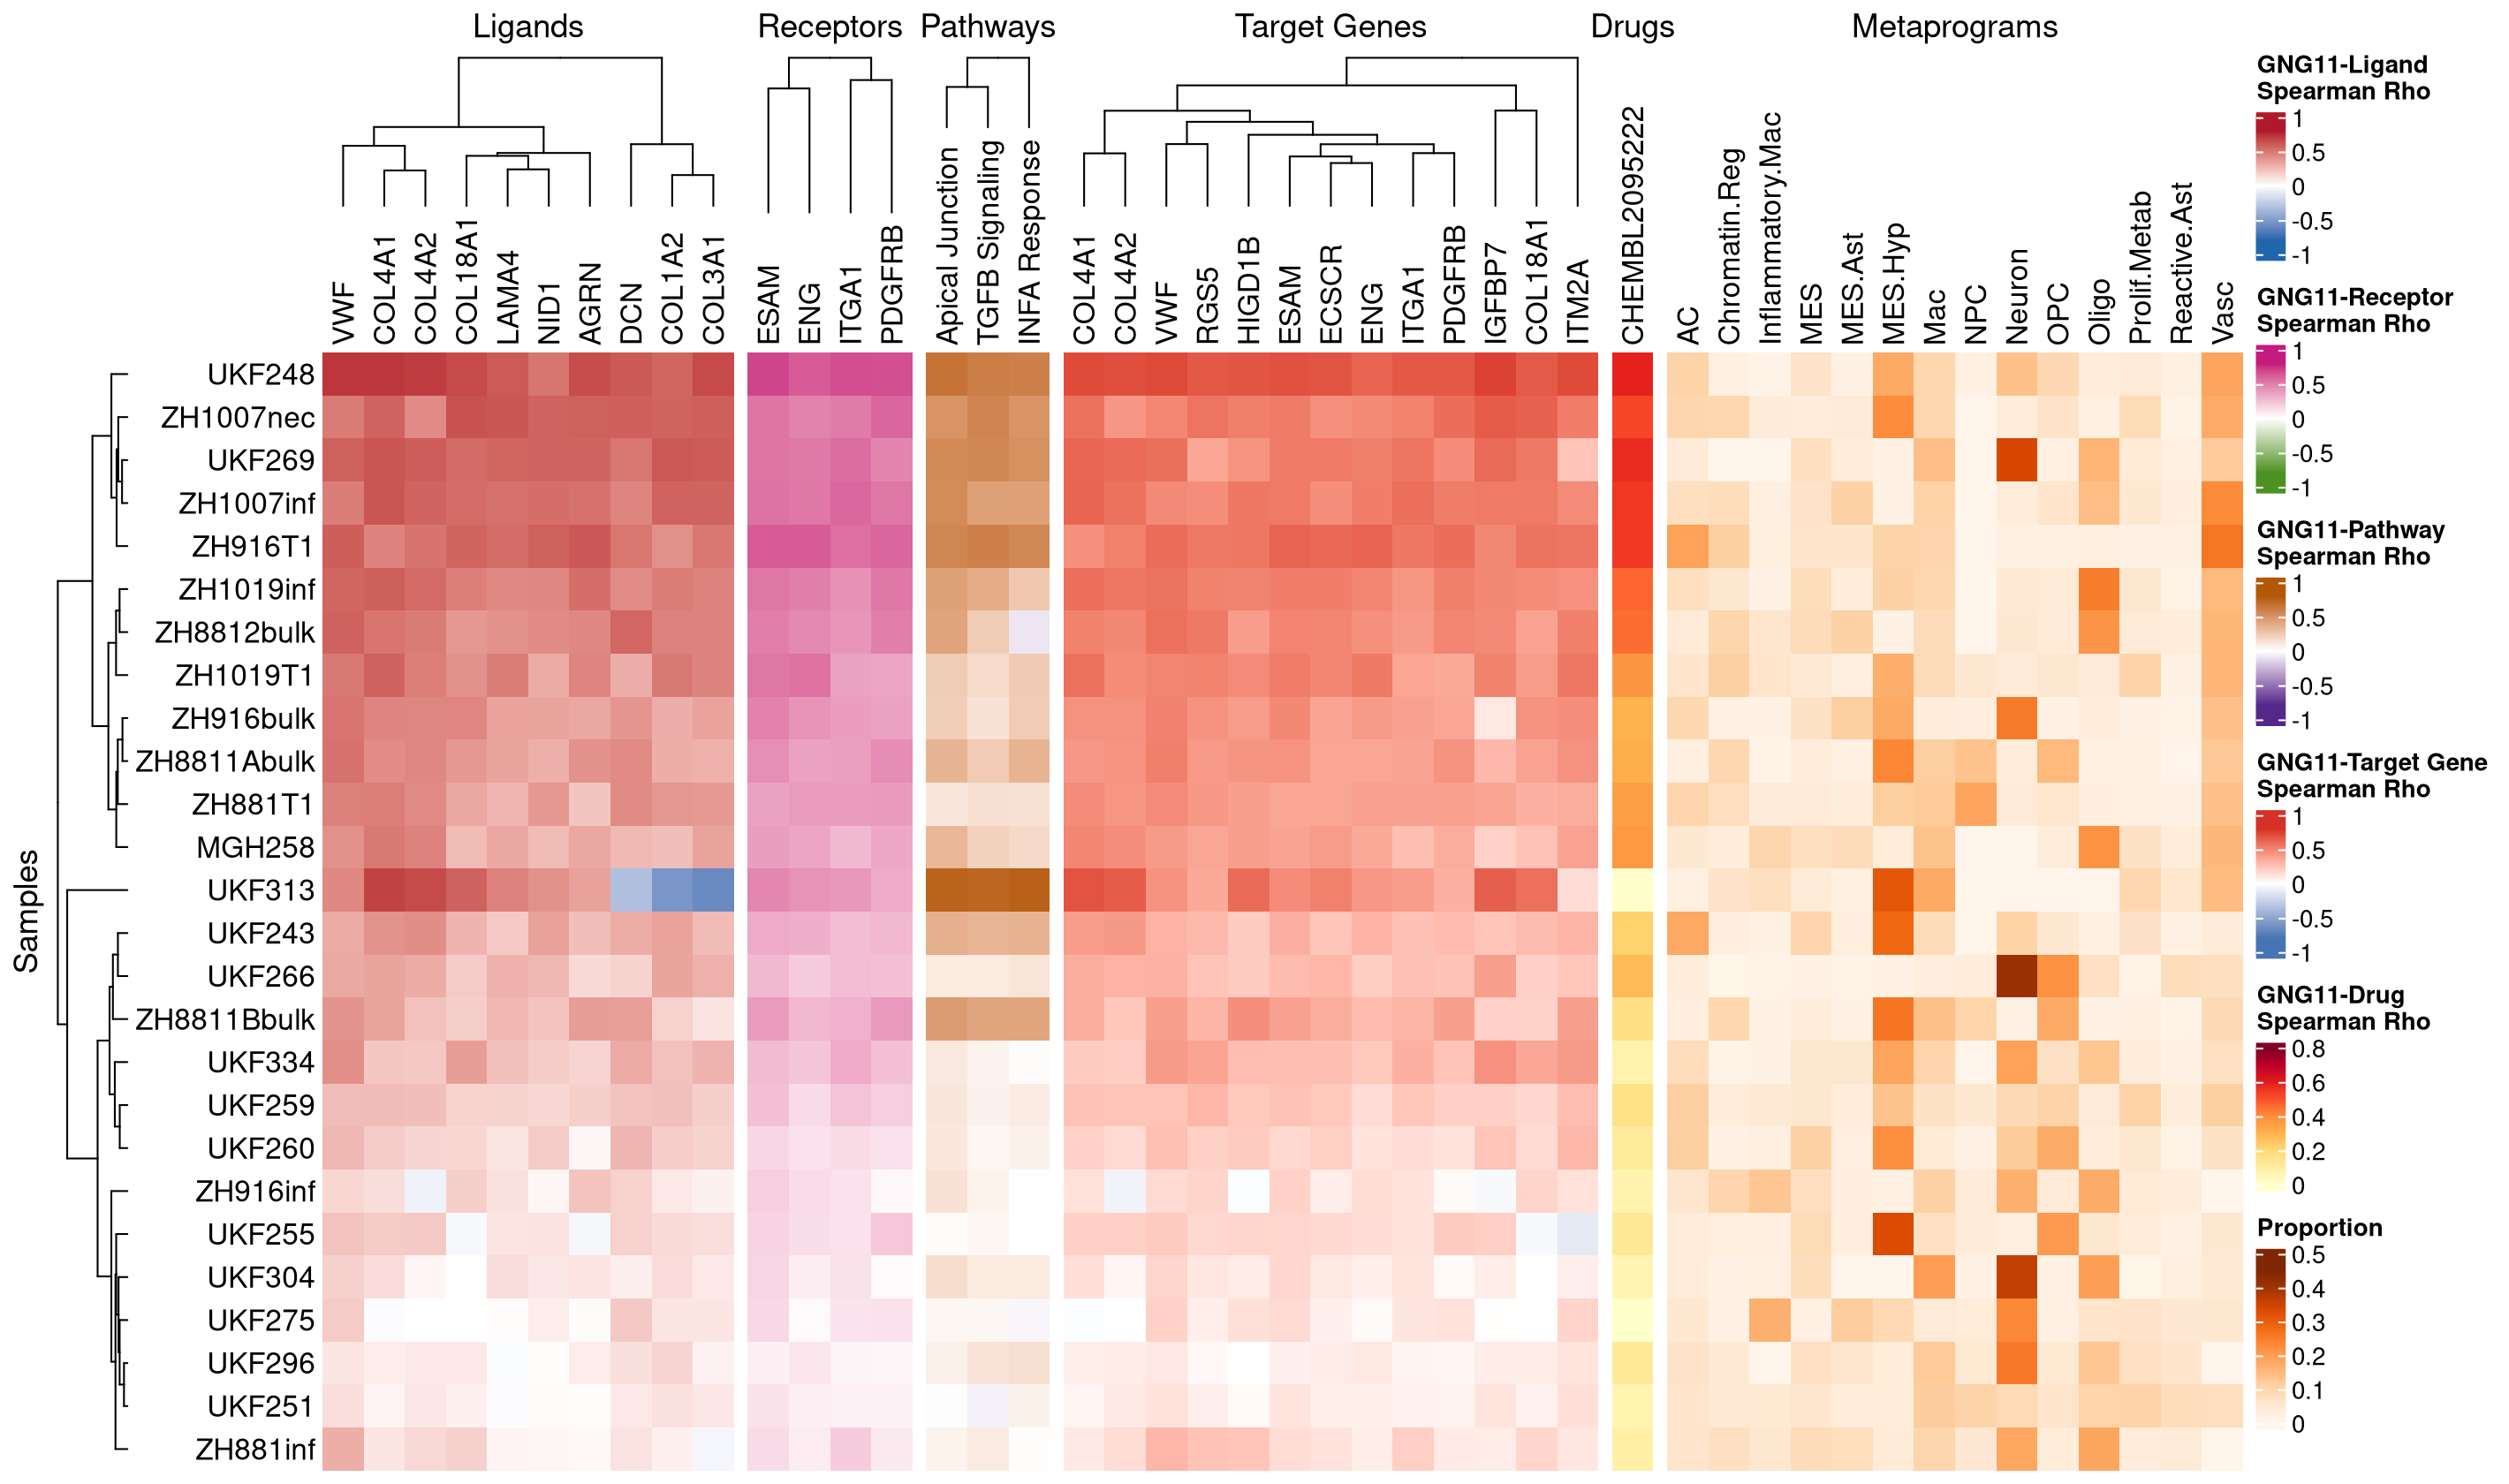 Ligands
Receptors
Pathways
Target Genes
Drugs
Metaprograms
VWF
COL4A1
COL4A2
COL18A1
LAMA4
NID1
AGRN
DCN
COL1A2
COL3A1
ESAM
ENG
ITGA1
PDGFRB
Apical Junction
TGFB Signaling
INFA Response
COL4A1
COL4A2
VWF
RGS5
HIGD1B
ESAM
ECSCR
ENG
ITGA1
PDGFRB
IGFBP7
COL18A1
ITM2A
CHEMBL2095222
AC
Chromatin.Reg
Inflammatory.Mac
MES
MES.Ast
MES.Hyp
Mac
NPC
Neuron
OPC
Oligo
Prolif.Metab
Reactive.Ast
Vasc
Samples
UKF248
ZH1007nec
UKF269
ZH1007inf
ZH916T1
ZH1019inf
ZH8812bulk
ZH1019T1
ZH916bulk
ZH8811Abulk
ZH881T1
MGH258
UKF313
UKF243
UKF266
ZH8811Bbulk
UKF334
UKF259
UKF260
ZH916inf
UKF255
UKF304
UKF275
UKF296
UKF251
ZH881inf
GNG11-Ligand
Spearman Rho
1
0.5
0
-0.5
-1
GNG11-Receptor
Spearman Rho
1
0.5
0
-0.5
-1
GNG11-Pathway
Spearman Rho
1
0.5
0
-0.5
-1
GNG11-Target Gene
Spearman Rho
1
0.5
0
-0.5
-1
GNG11-Drug
Spearman Rho
0.8
0.6
0.4
0.2
0
Proportion
0.5
0.4
0.3
0.2
0.1
0